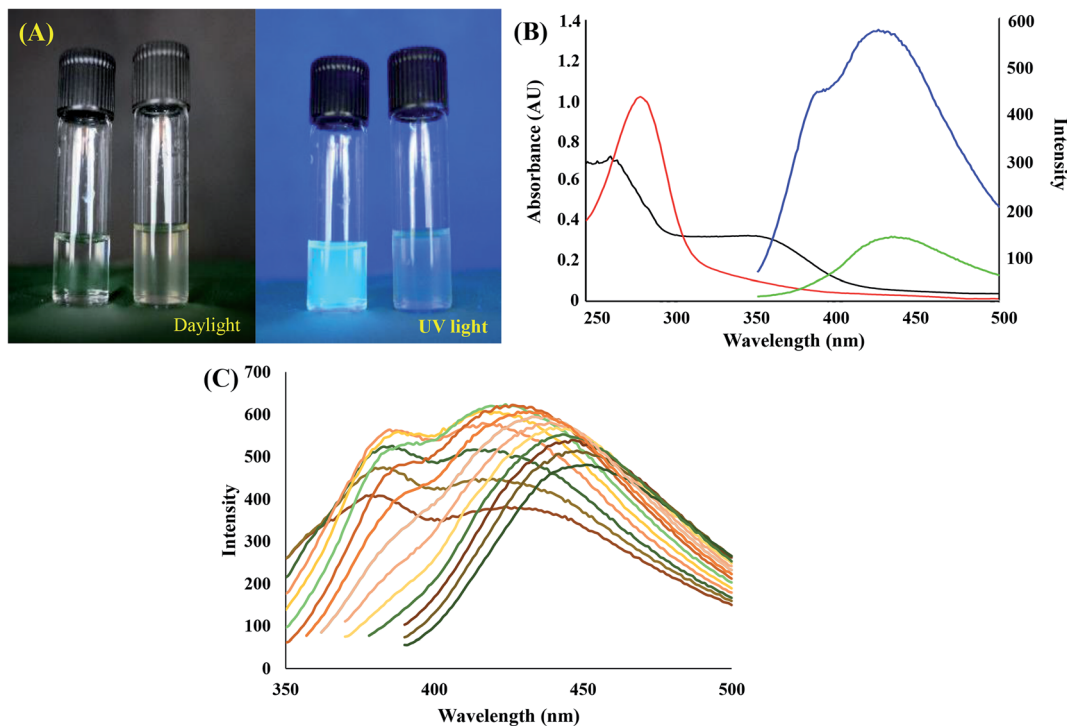 (A)
Daylight
UV light
(B)
1.4
1.2
1.0
0.8
0.6
0.4
0.2
0
Absorbance (AU)
600
500
400
300
200
100
Intensity
250 300 350 400 450 500
Wavelength (nm)
(C)
700
600
500
400
300
200
100
0
Intensity
350 400 450 500
Wavelength (nm)